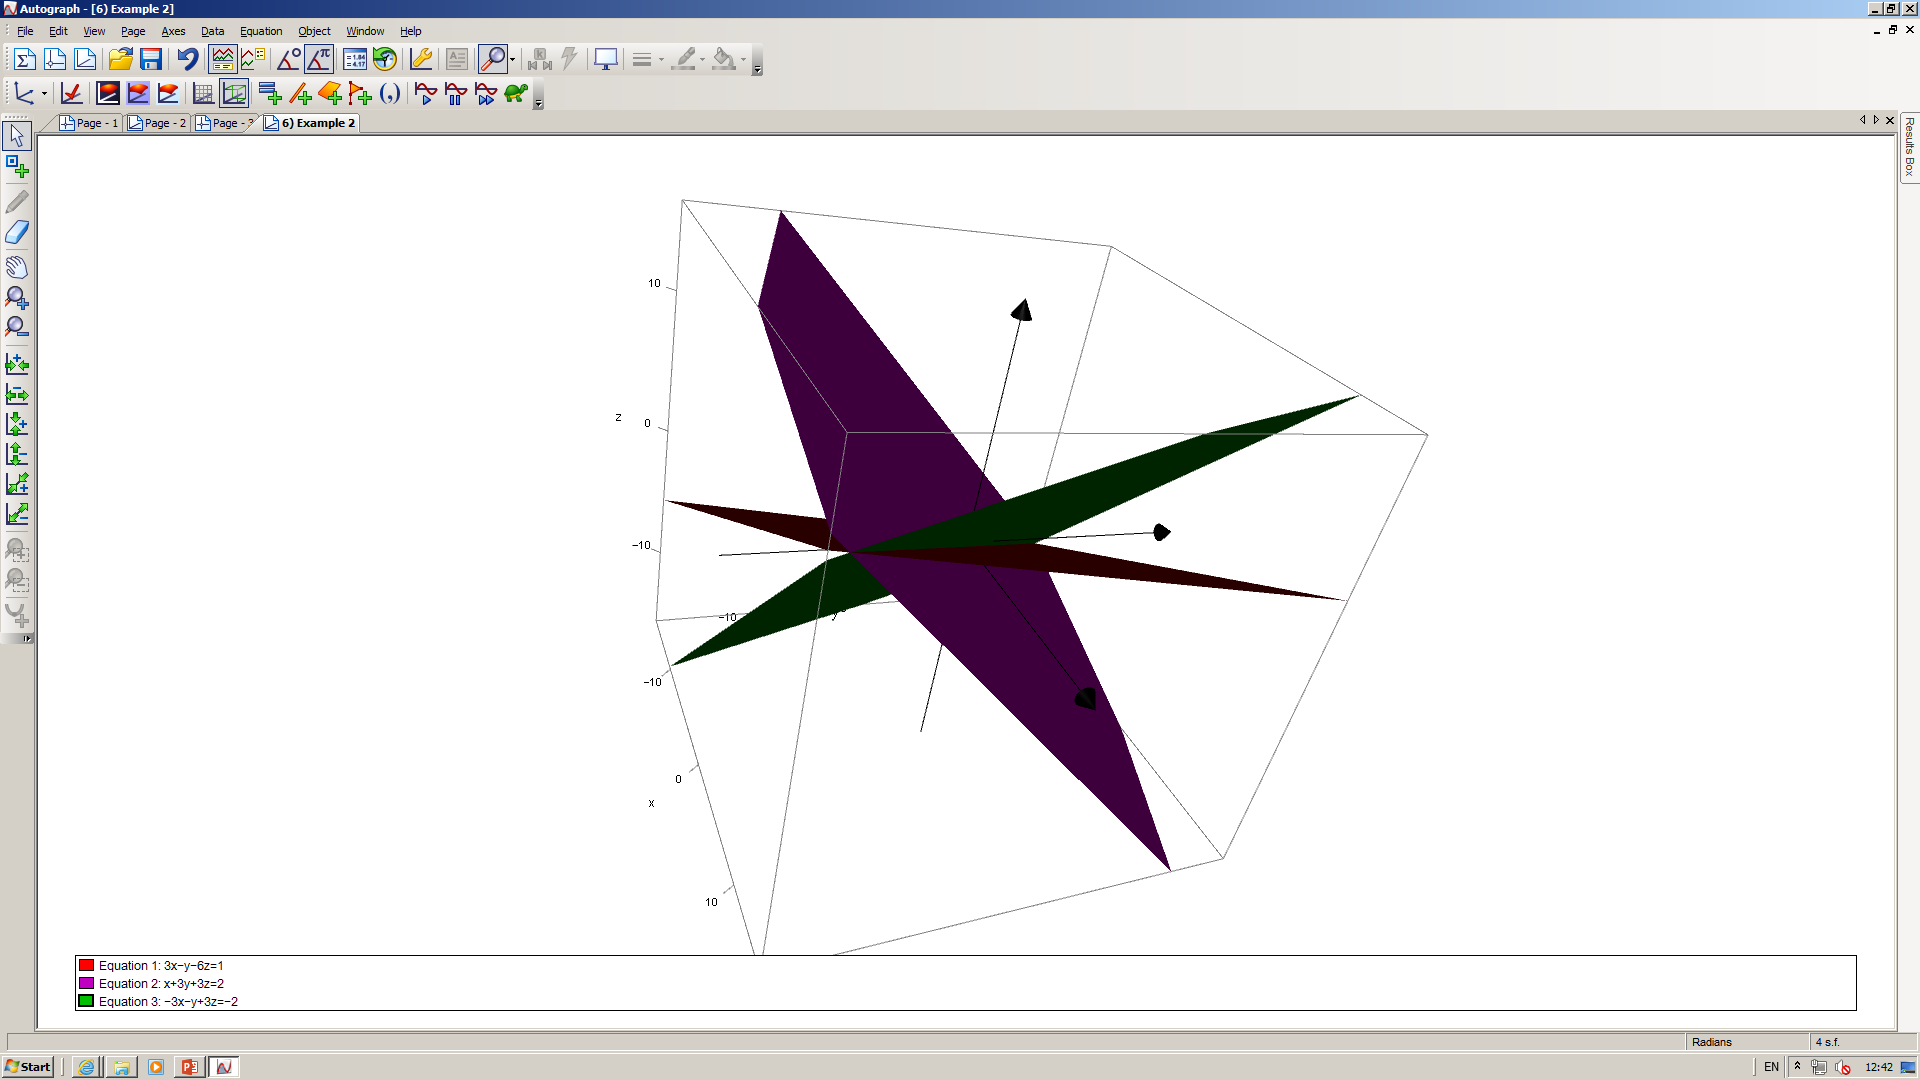 Autograph - [6) Example 2]
File Edit View Page Axes Data Equation Object Window Help
Page - 1 Page - 2 Page - 6) Example 2
Results Box
10
z 0
−10
−10 y
−10
0
x
10
Equation 1: 3x−y−6z=1
Equation 2: x+3y+3z=2
Equation 3: −3x−y+3z=−2
Radians 4 s.f.
Start EN 12:42